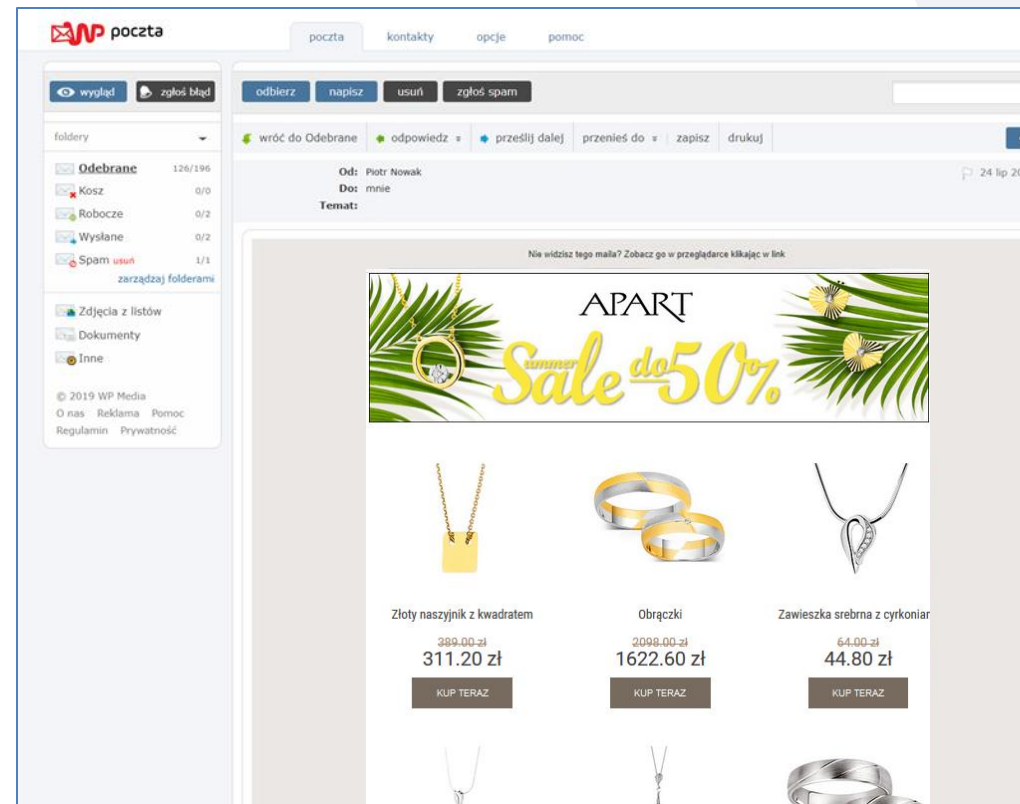 WP poczta
poczta kontakty opcje pomoc
wygląd zgłoś błąd
odbierz napisz usuń zgłoś spam
foldery
Odebrane 126/196
Kosz 0/0
Robocze 0/2
Wysłane 0/2
Spam usuń 1/1
zarządzaj folderami
Zdjęcia z listów
Dokumenty
Inne
© 2019 WP Media
O nas Reklama Pomoc
Regulamin Prywatność
wróć do Odebrane odpowiedz prześlij dalej przenieś do zapisz drukuj
Od: Piotr Nowak
24 lip 20
Do: mnie
Temat:
Nie widzisz tego maila? Zobacz go w przeglądarce klikając w link
APART
Summer
Sale do 50%
Złoty naszyjnik z kwadratem
389.00 zł
311.20 zł
KUP TERAZ
Obrączki
2098.00 zł
1622.60 zł
KUP TERAZ
Zawieszka srebrna z cyrkoniam
64.00 zł
44.80 zł
KUP TERAZ